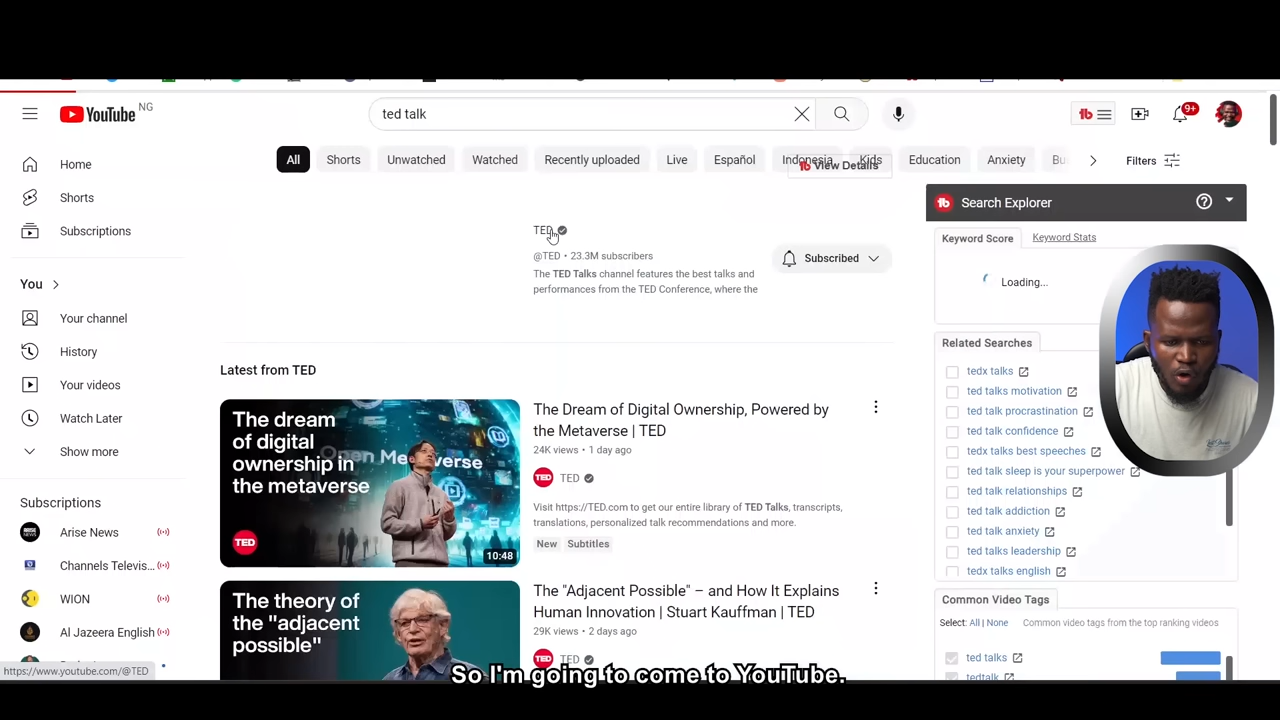 YouTube NG
ted talk
9+
All
Shorts
Unwatched
Watched
Recently uploaded
Live
Español
Indonesia
Kids
Education
Anxiety
Filters
View Details
Home
Shorts
Subscriptions
You
Your channel
History
Your videos
Watch Later
Show more
Subscriptions
Arise News
Channels Televis...
WION
Al Jazeera English
https://www.youtube.com/@TED
TED
@TED • 23.3M subscribers
The TED Talks channel features the best talks and
performances from the TED Conference, where the
Subscribed
Latest from TED
The dream
of digital
ownership in
the metaverse
Open Metaverse
TED
10:48
The Dream of Digital Ownership, Powered by
the Metaverse | TED
24K views • 1 day ago
TED TED
Visit https://TED.com to get our entire library of TED Talks, transcripts,
translations, personalized talk recommendations and more.
New Subtitles
The theory of
the "adjacent
possible"
The "Adjacent Possible" – and How It Explains
Human Innovation | Stuart Kauffman | TED
29K views • 2 days ago
TED TED
tb
tb Search Explorer
Keyword Score Keyword Stats
Loading...
Related Searches
tedx talks
ted talks motivation
ted talk procrastination
ted talk confidence
tedx talks best speeches
ted talk sleep is your superpower
ted talk relationships
ted talk addiction
ted talk anxiety
ted talks leadership
tedx talks english
Common Video Tags
Select: All | None Common video tags from the top ranking videos
ted talks
tedtalk
So I'm going to come to YouTube.